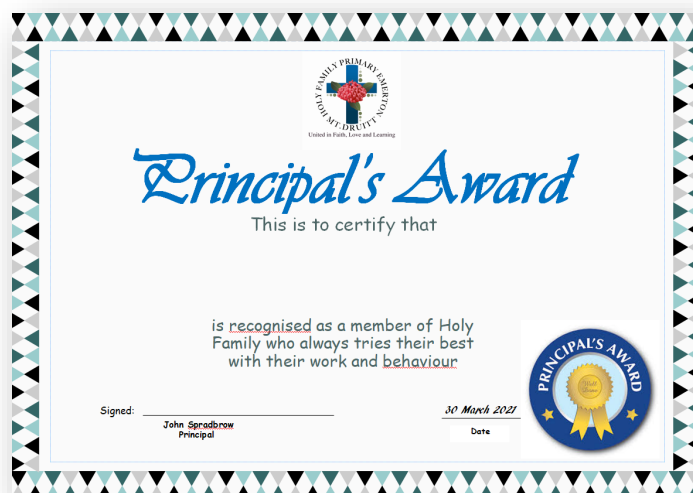 HOLY FAMILY PRIMARY EMERTON
MT.DRUITT
United in Faith, Love and Learning
Principal's Award
This is to certify that
is recognised as a member of Holy
Family who always tries their best
with their work and behaviour
PRINCIPAL'S AWARD
Well
Done
Signed:
30 March 2021
John Spradbrow
Principal
Date